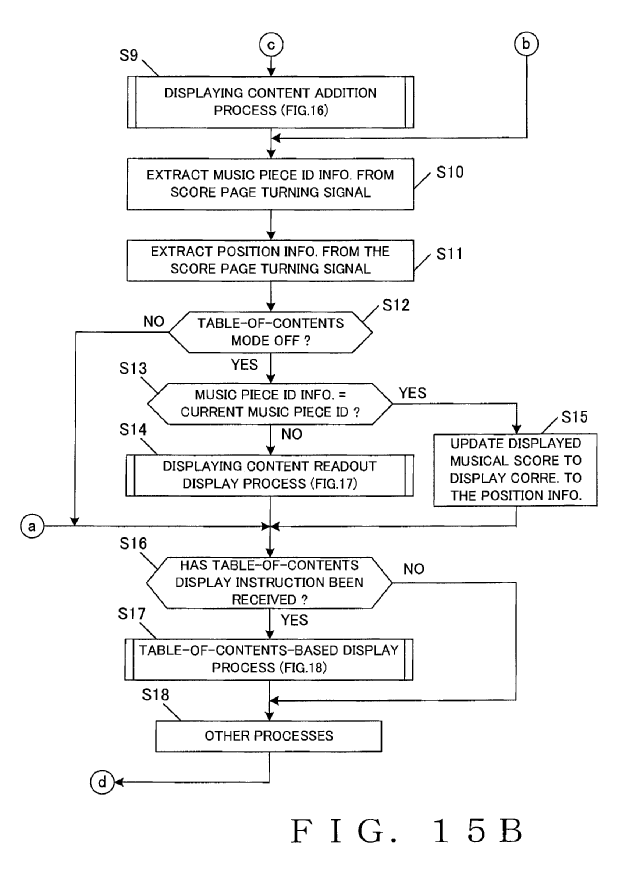 c
b
S9
DISPLAYING CONTENT ADDITION
PROCESS (FIG.16)
EXTRACT MUSIC PIECE ID INFO. FROM
SCORE PAGE TURNING SIGNAL
S10
EXTRACT POSITION INFO. FROM THE
SCORE PAGE TURNING SIGNAL
S11
S12
NO
TABLE-OF-CONTENTS
MODE OFF ?
YES
S13
MUSIC PIECE ID INFO. =
CURRENT MUSIC PIECE ID ?
YES
S14
NO
S15
DISPLAYING CONTENT READOUT
DISPLAY PROCESS (FIG.17)
UPDATE DISPLAYED
MUSICAL SCORE TO
DISPLAY CORRE. TO
THE POSITION INFO.
a
S16
HAS TABLE-OF-CONTENTS
DISPLAY INSTRUCTION BEEN
RECEIVED ?
NO
S17
YES
TABLE-OF-CONTENTS-BASED DISPLAY
PROCESS (FIG.18)
S18
OTHER PROCESSES
d
FIG. 15B